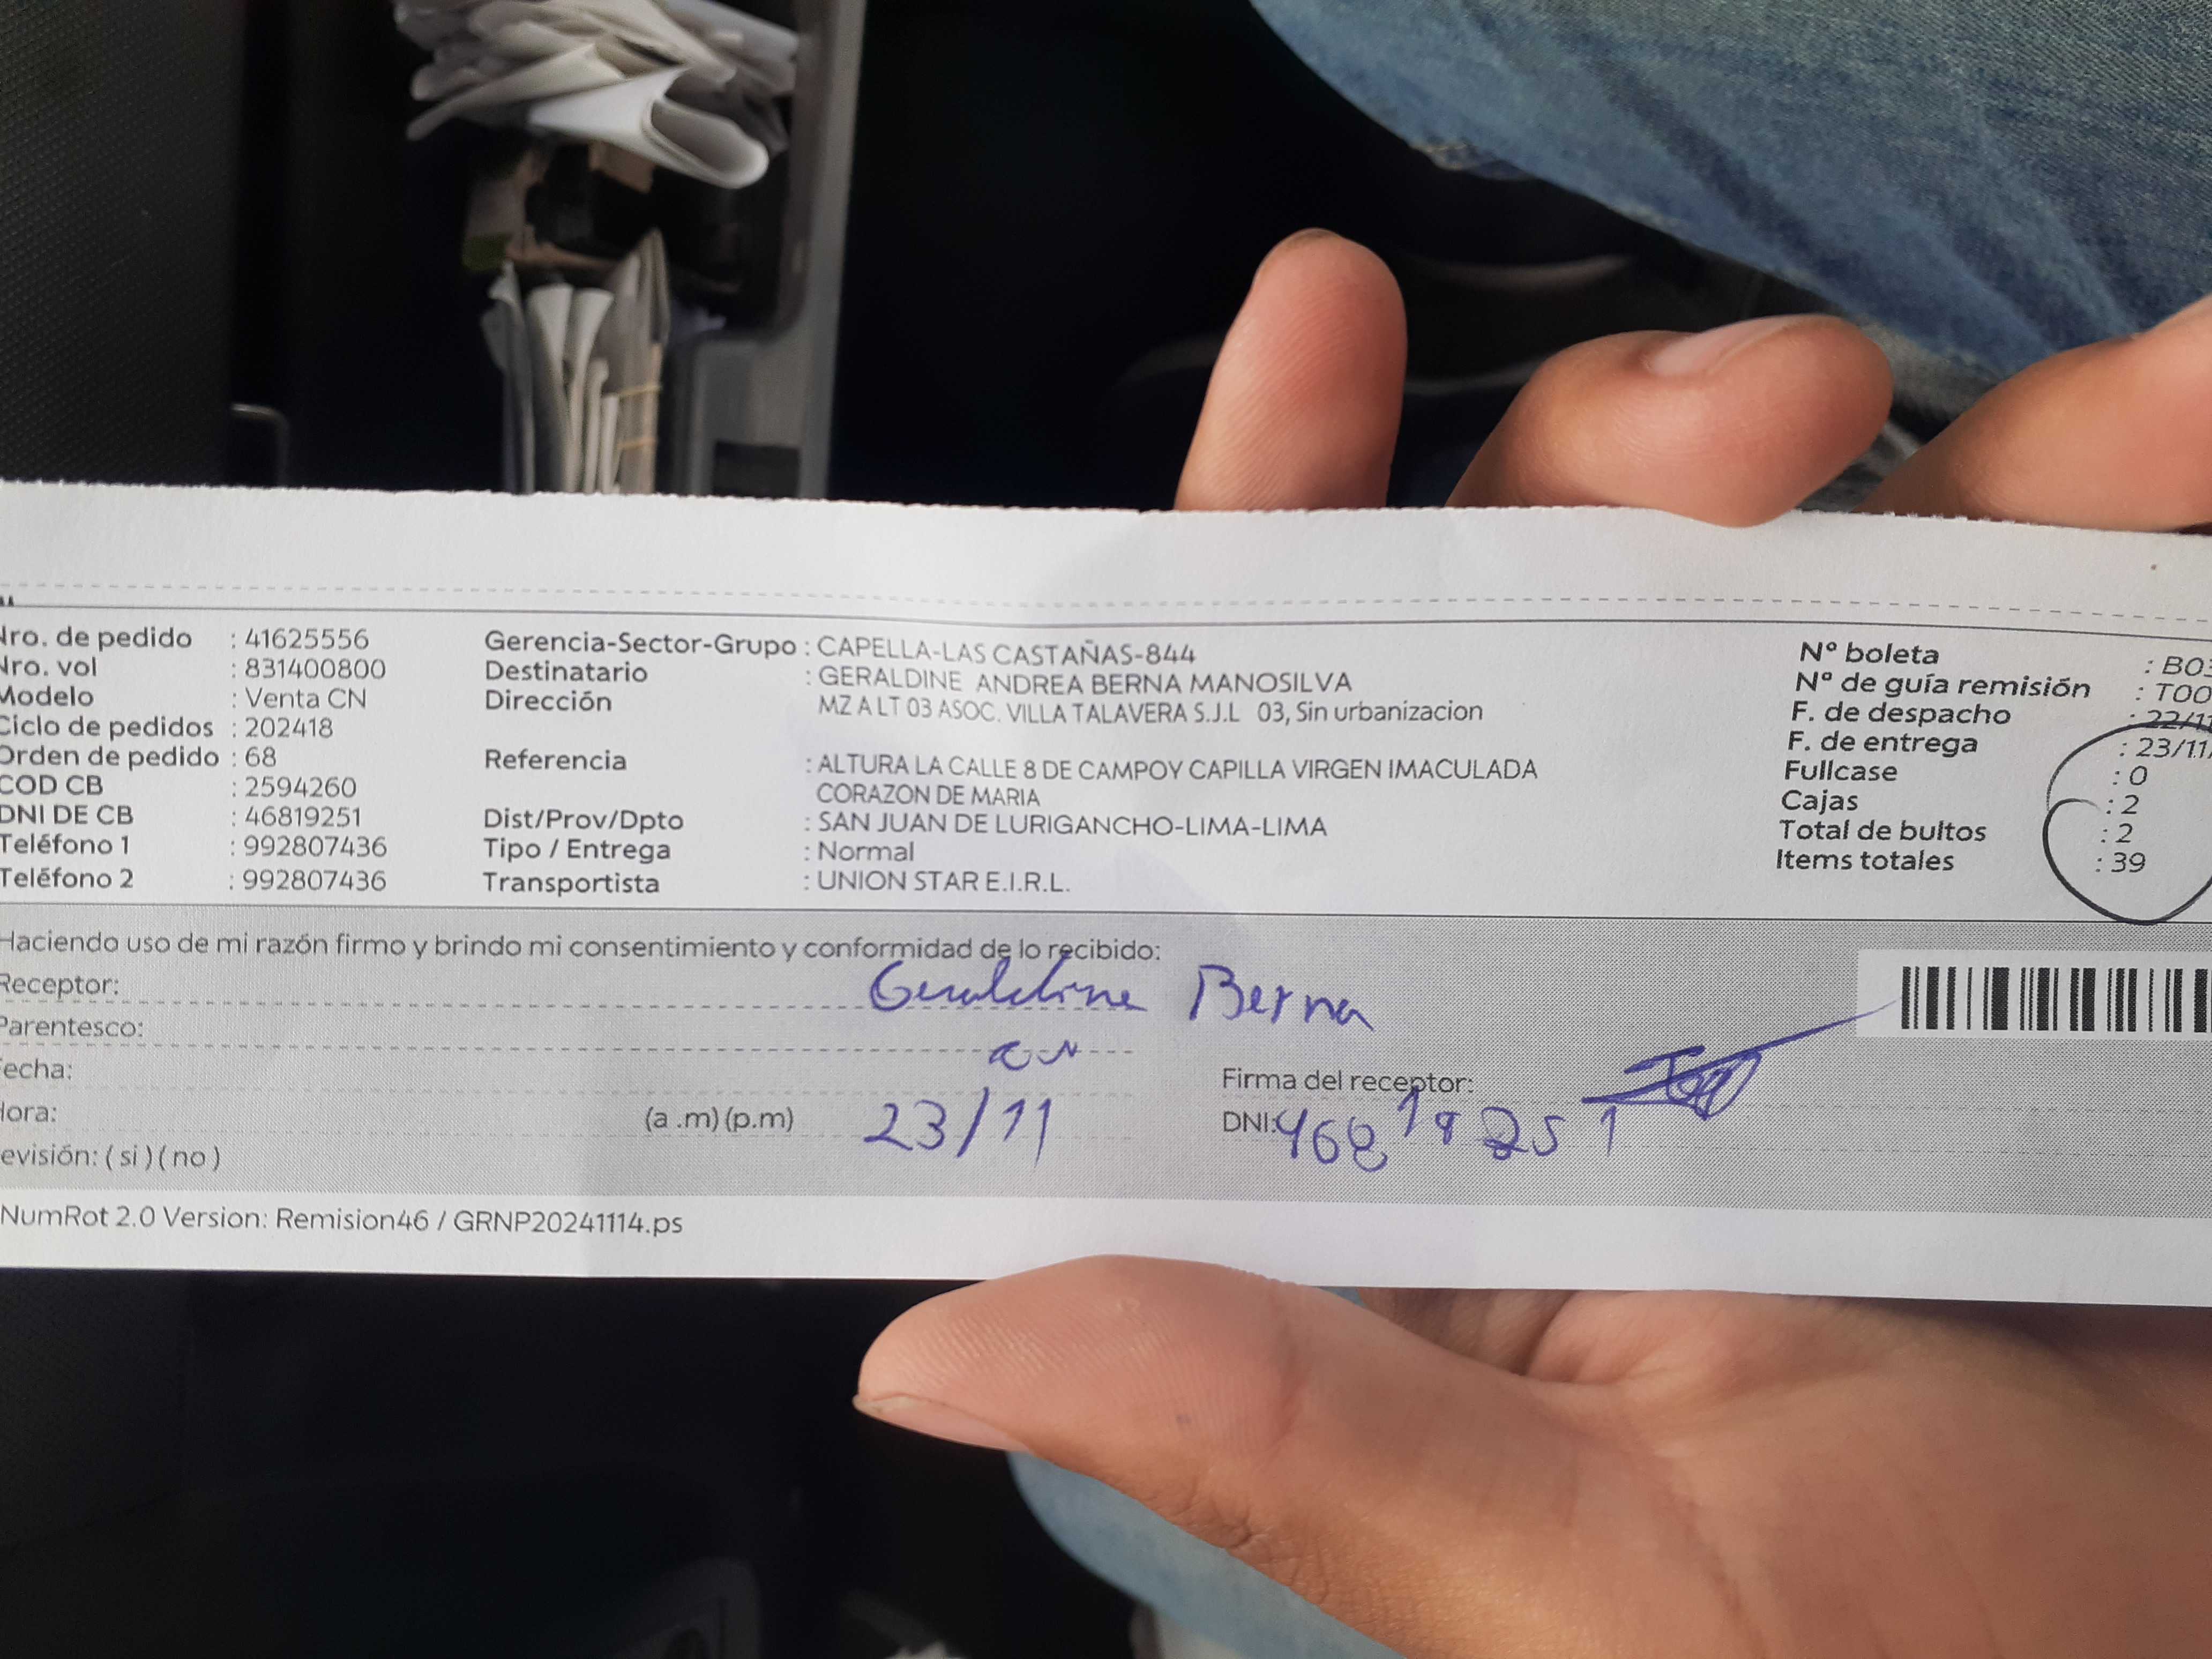 Nro. de pedido : 41625556
Nro. vol : 831400800
Modelo : Venta CN
Ciclo de pedidos : 202418
Orden de pedido : 68
COD CB : 2594260
DNI DE CB : 46819251
Teléfono 1 : 992807436
Teléfono 2 : 992807436
Gerencia-Sector-Grupo : CAPELLA-LAS CASTAÑAS-844
Destinatario : GERALDINE ANDREA BERNA MANOSILVA
Dirección MZ A LT 03 ASOC. VILLA TALAVERA S.J.L 03, Sin urbanizacion
Referencia : ALTURA LA CALLE 8 DE CAMPOY CAPILLA VIRGEN IMACULADA
CORAZON DE MARIA
Dist/Prov/Dpto : SAN JUAN DE LURIGANCHO-LIMA-LIMA
Tipo / Entrega : Normal
Transportista : UNION STAR E.I.R.L.
Nº boleta : B03
Nº de guía remisión : T00
F. de despacho : 22/11
F. de entrega : 23/11/
Fullcase : 0
Cajas : 2
Total de bultos : 2
Items totales : 39
Haciendo uso de mi razón firmo y brindo mi consentimiento y conformidad de lo recibido:
Receptor: Geraldine Berna
Parentesco: CN
Fecha:
Hora: (a .m) (p.m) 23/11
evisión: ( si ) ( no )
Firma del receptor:
DNI: 46819251
NumRot 2.0 Version: Remision46 / GRNP20241114.ps